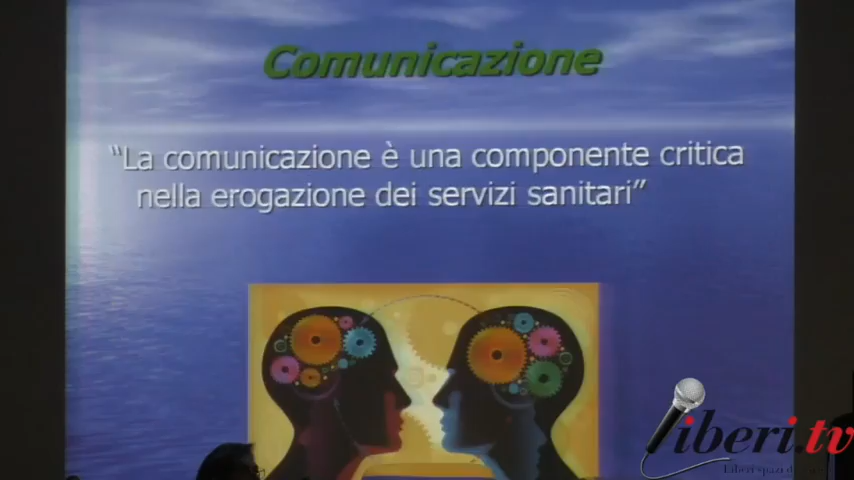 Comunicazione
"La comunicazione è una componente critica
nella erogazione dei servizi sanitari"
liberi.tv